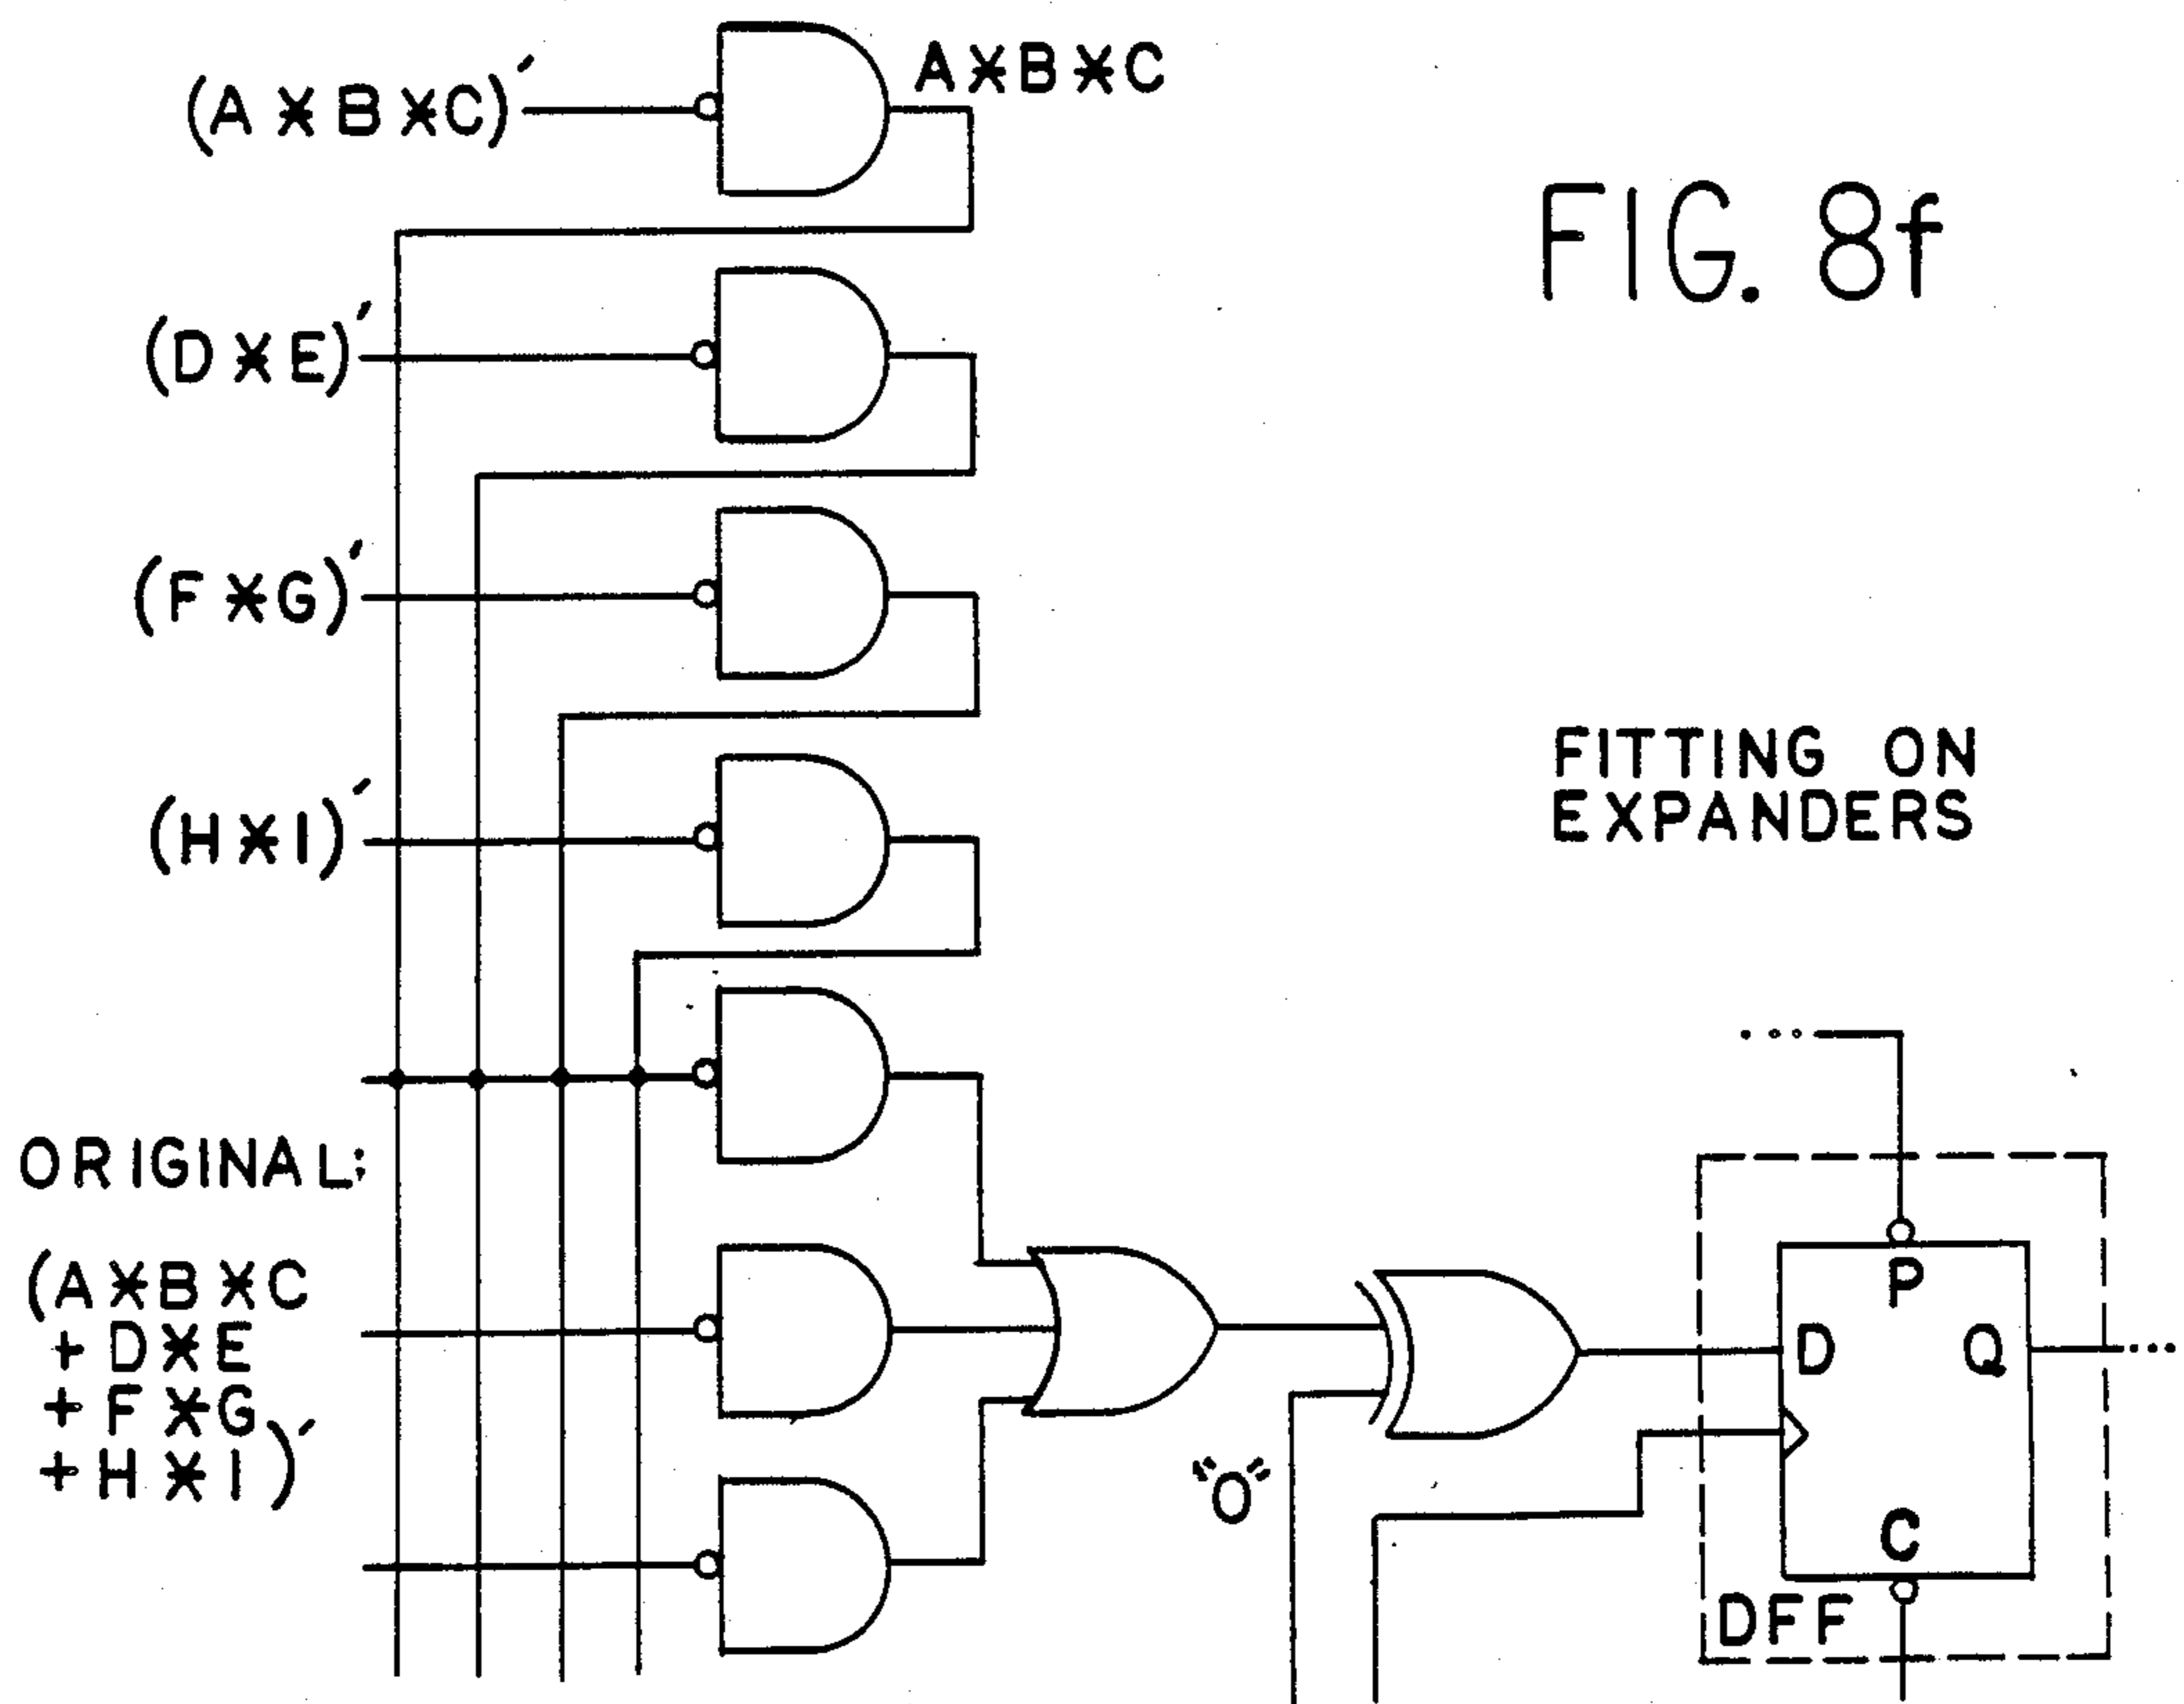 (A*B*C)′
A*B*C
FIG. 8f
(D*E)′
(F*G)′
(H*I)′
FITTING ON
EXPANDERS
ORIGINAL:
(A*B*C
+ D*E
+ F*G
+ H*I)′
"0"
P
D
Q
C
DFF